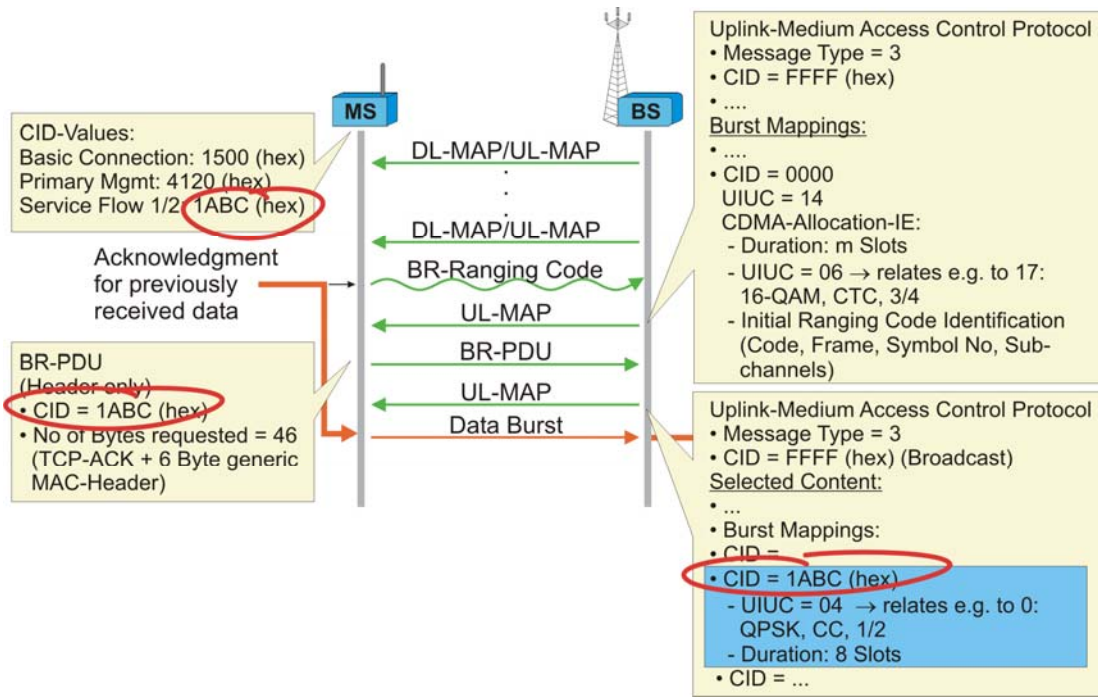 Uplink-Medium Access Control Protocol
• Message Type = 3
• CID = FFFF (hex)
• ....
Burst Mappings:
• ....
• CID = 0000
UIUC = 14
CDMA-Allocation-IE:
- Duration: m Slots
- UIUC = 06 → relates e.g. to 17:
16-QAM, CTC, 3/4
- Initial Ranging Code Identification
(Code, Frame, Symbol No, Sub-
channels)
MS
BS
CID-Values:
Basic Connection: 1500 (hex)
Primary Mgmt: 4120 (hex)
Service Flow 1/2: 1ABC (hex)
DL-MAP/UL-MAP
.
.
.
DL-MAP/UL-MAP
Acknowledgment
for previously
received data
BR-Ranging Code
UL-MAP
BR-PDU
UL-MAP
Data Burst
BR-PDU
(Header only)
• CID = 1ABC (hex)
• No of Bytes requested = 46
(TCP-ACK + 6 Byte generic
MAC-Header)
Uplink-Medium Access Control Protocol
• Message Type = 3
• CID = FFFF (hex) (Broadcast)
Selected Content:
• ...
• Burst Mappings:
• CID =
• CID = 1ABC (hex)
- UIUC = 04 → relates e.g. to 0:
QPSK, CC, 1/2
- Duration: 8 Slots
• CID = ...